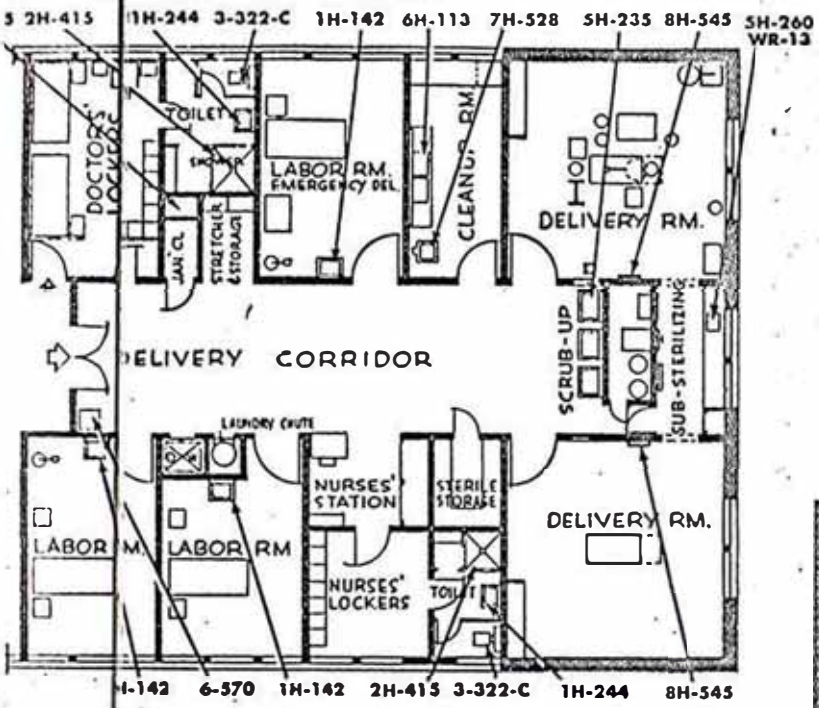 5 2H-415 1H-244 3-322-C 1H-142 6H-113 7H-528 5H-235 8H-545 5H-260
WR-13
DOCTORS'
LOCKERS
TOILET
SHOWER
LABOR RM.
EMERGENCY DEL.
CLEANUP RM.
DELIVERY RM.
JAN. CL
STRETCHER
STORAGE
DELIVERY CORRIDOR
SCRUB-UP
SUB-STERILIZING
LAUNDRY CHUTE
NURSES'
STATION
STERILE
STORAGE
LABOR M.
LABOR RM
DELIVERY RM.
NURSES'
LOCKERS
TOILET
-142 6-570 1H-142 2H-415 3-322-C 1H-244 8H-545